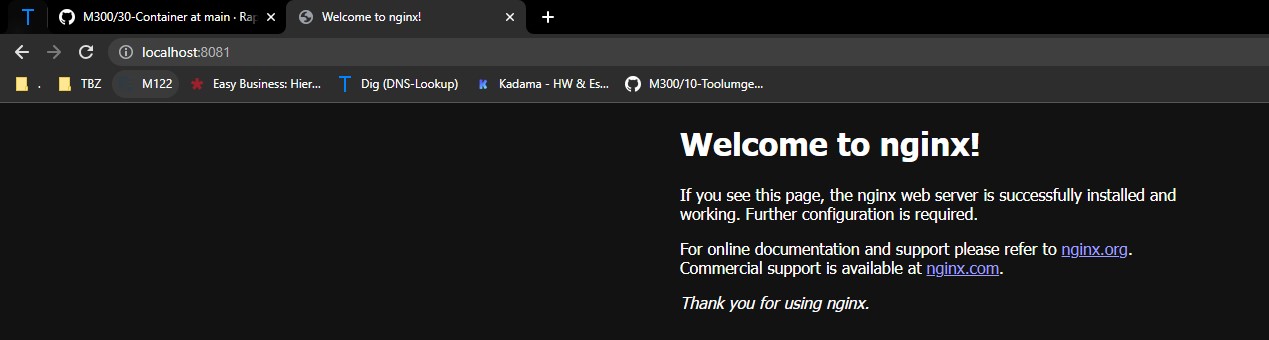 M300/30-Container at main · Rap
Welcome to nginx!
localhost:8081
. TBZ M122 Easy Business: Hier... Dig (DNS-Lookup) Kadama - HW & Es... M300/10-Toolumge...
Welcome to nginx!
If you see this page, the nginx web server is successfully installed and
working. Further configuration is required.
For online documentation and support please refer to nginx.org.
Commercial support is available at nginx.com.
Thank you for using nginx.